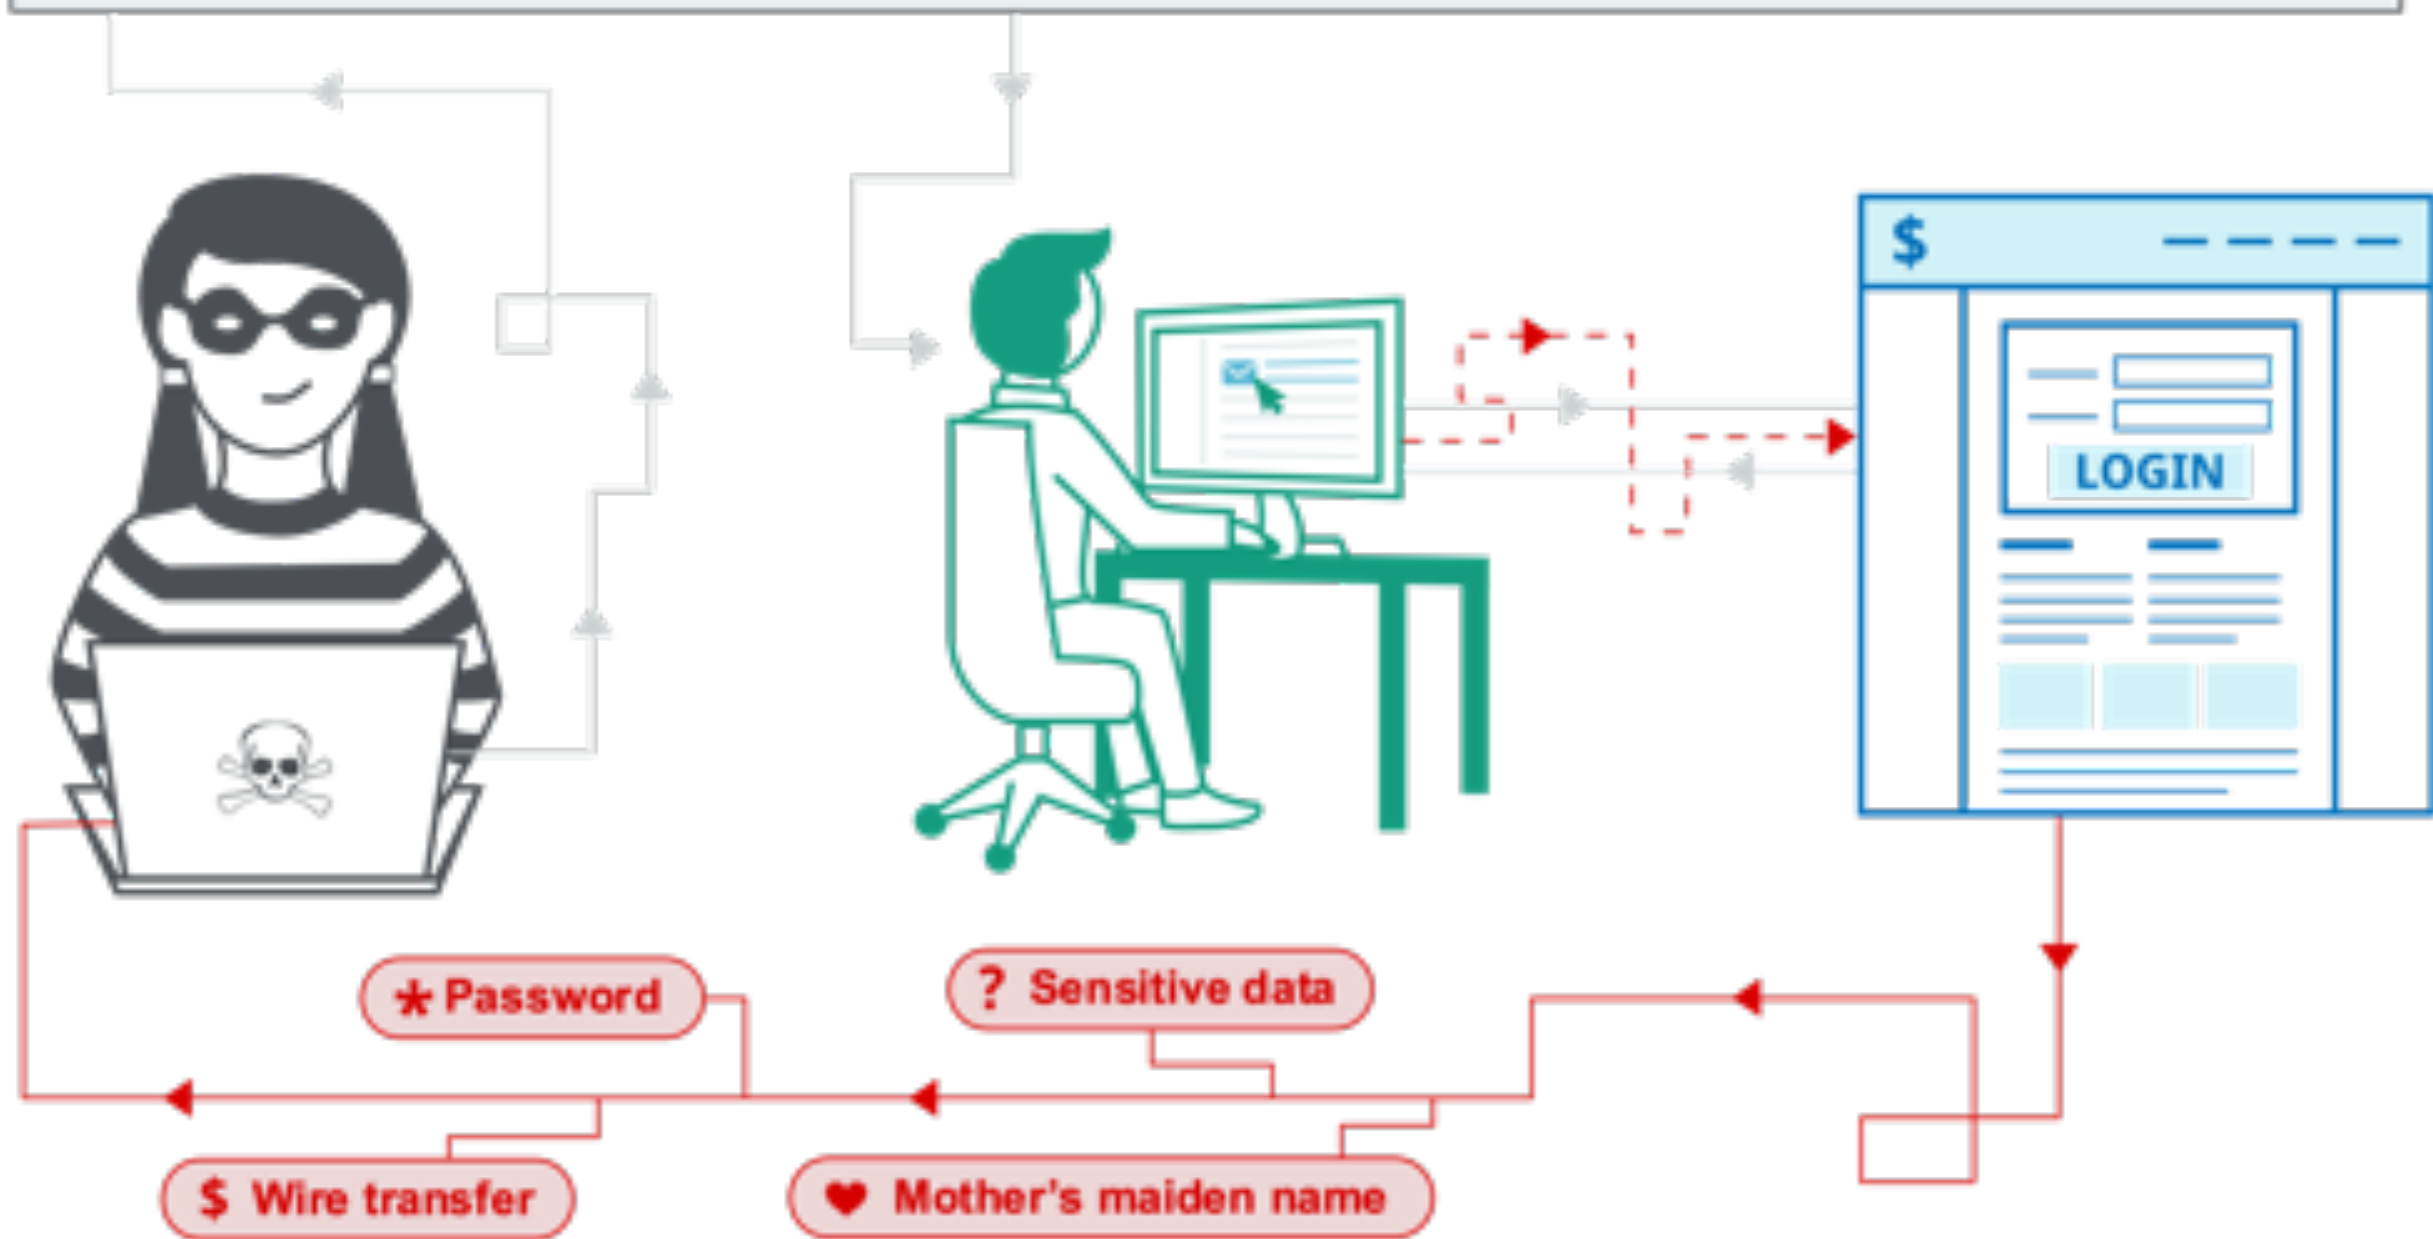 $
LOGIN
* Password
? Sensitive data
$ Wire transfer
♥ Mother's maiden name